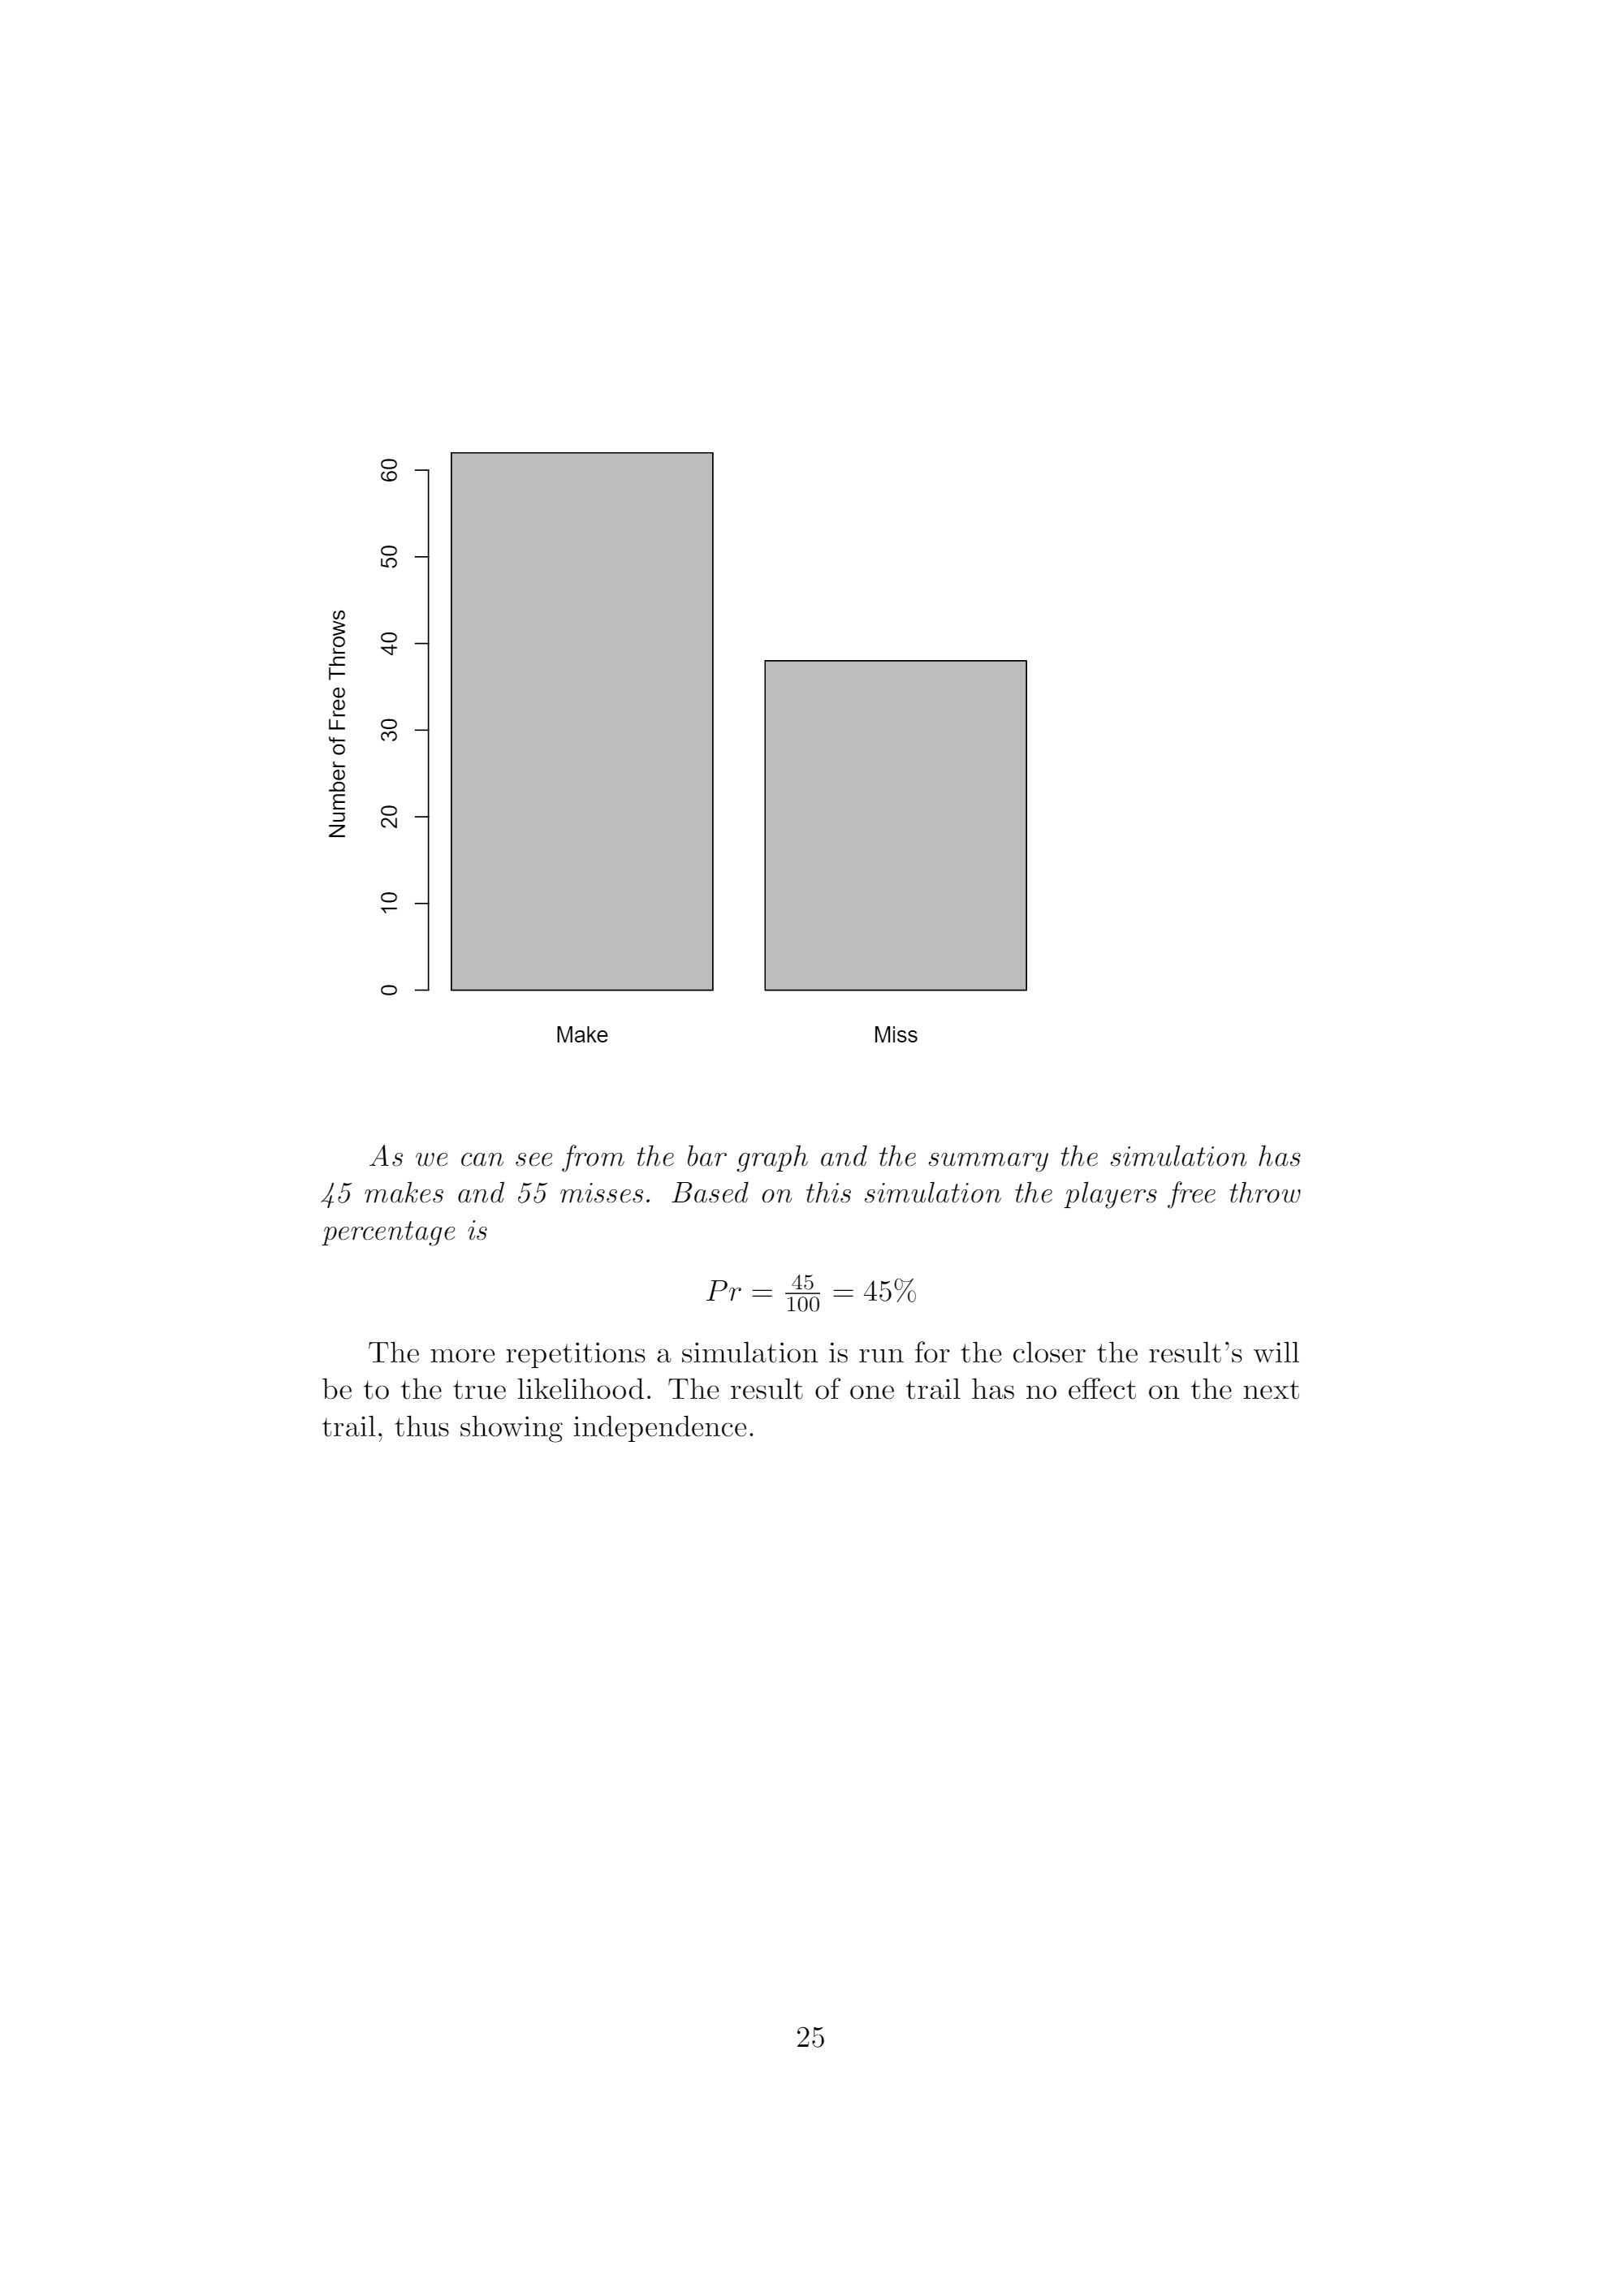 60
50
40
30
20
10
0
Number of Free Throws
Make Miss
As we can see from the bar graph and the summary the simulation has
45 makes and 55 misses. Based on this simulation the players free throw
percentage is
Pr = 45/100 = 45%
The more repetitions a simulation is run for the closer the result's will
be to the true likelihood. The result of one trail has no effect on the next
trail, thus showing independence.
25